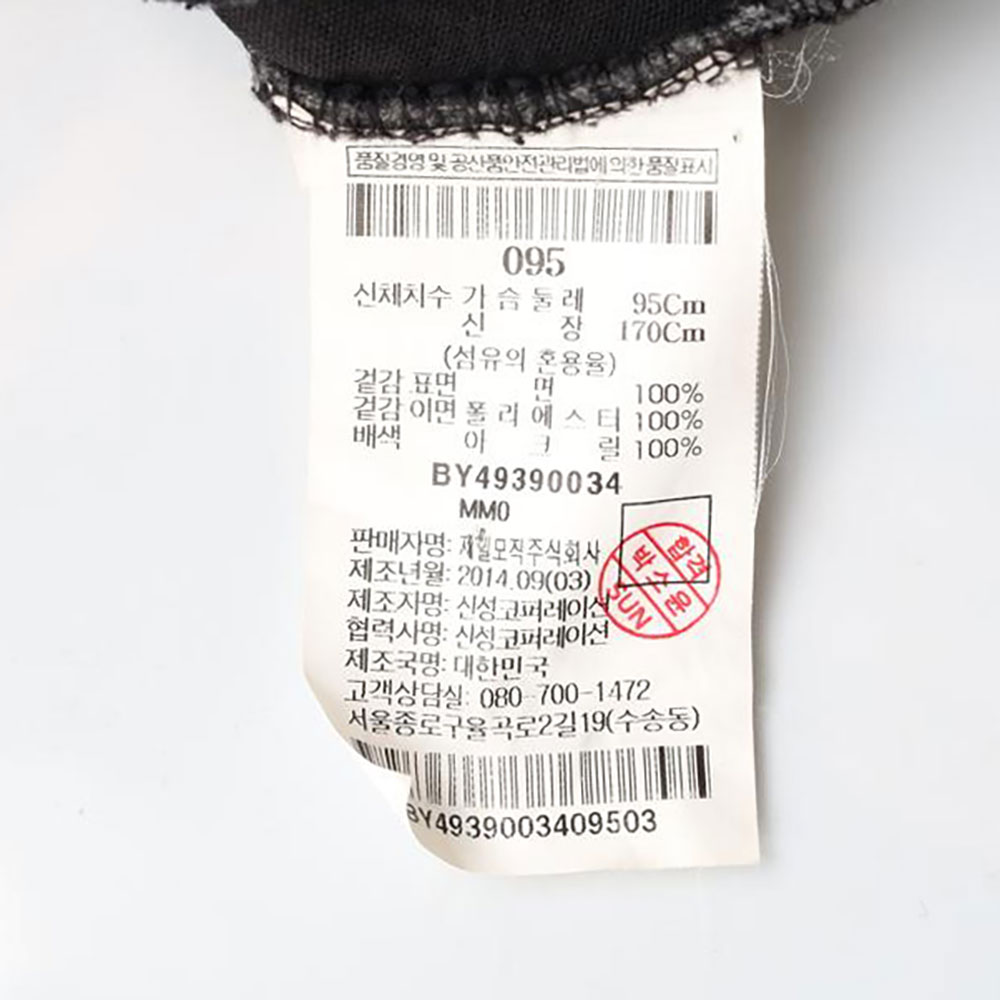 품질경영 및 공산품안전관리법에 의한 품질표시
095
신체치수 가 슴 둘 레 95Cm
신 장 170Cm
(섬유의 혼용율)
겉감 표면 면 100%
겉감 이면 폴 리 에 스 터 100%
배색 아 크 릴 100%
BY49390034
MM0
판매자명: 제일모직주식회사
제조년월: 2014.09(03)
제조자명: 신성코퍼레이션
협력사명: 신성코퍼레이션
제조국명: 대한민국
고객상담실: 080-700-1472
서울종로구율곡로2길19(수송동)
BY4939003409503
합격
박소완
SUN